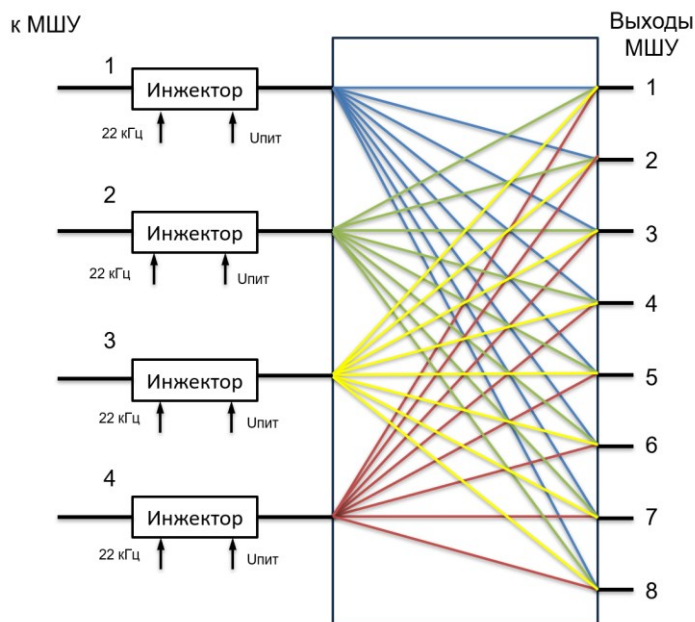 к МШУ
Выходы
МШУ
1
Инжектор
22 кГц
Uпит
2
Инжектор
22 кГц
Uпит
3
Инжектор
22 кГц
Uпит
4
Инжектор
22 кГц
Uпит
1
2
3
4
5
6
7
8